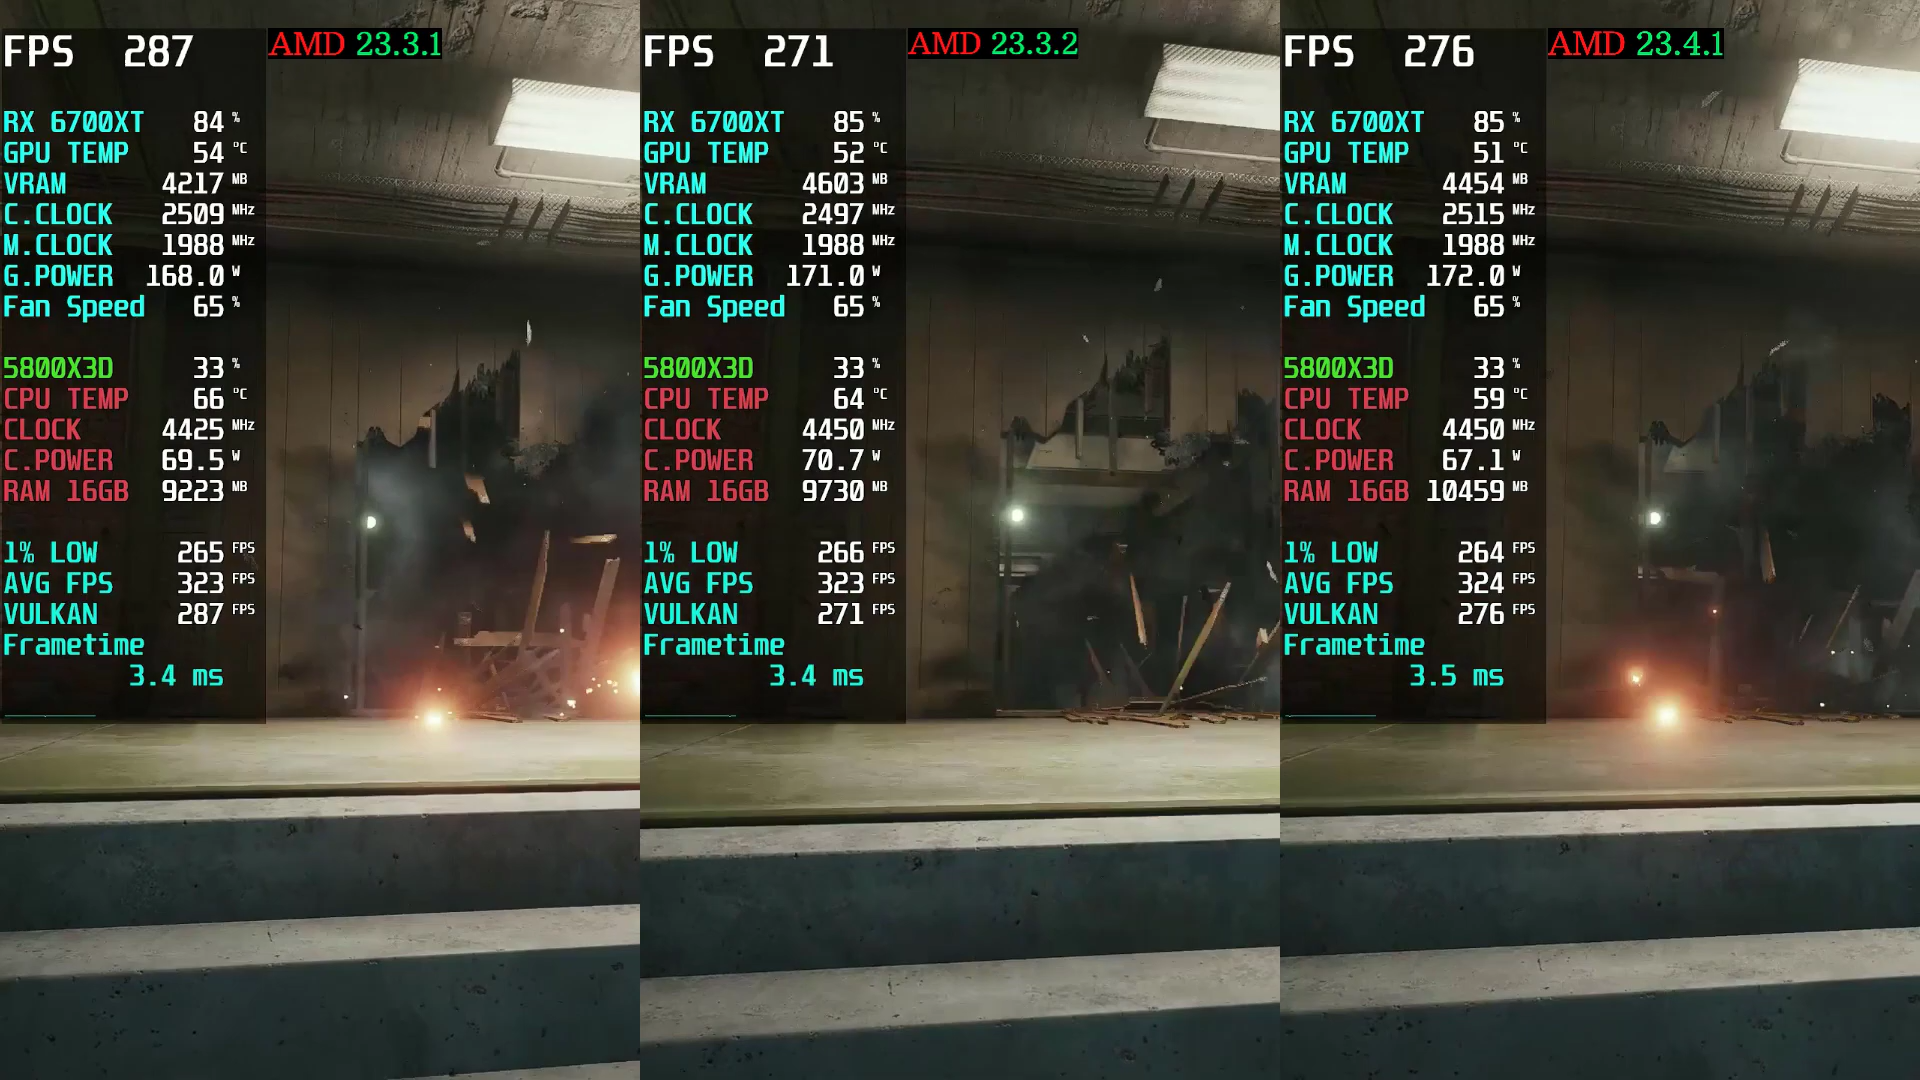 FPS 287 AMD 23.3.1
RX 6700XT 84 %
GPU TEMP 54 °C
VRAM 4217 MB
C.CLOCK 2509 MHz
M.CLOCK 1988 MHz
G.POWER 168.0 W
Fan Speed 65 %
5800X3D 33 %
CPU TEMP 66 °C
CLOCK 4425 MHz
C.POWER 69.5 W
RAM 16GB 9223 MB
1% LOW 265 FPS
AVG FPS 323 FPS
VULKAN 287 FPS
Frametime
3.4 ms
FPS 271 AMD 23.3.2
RX 6700XT 85 %
GPU TEMP 52 °C
VRAM 4603 MB
C.CLOCK 2497 MHz
M.CLOCK 1988 MHz
G.POWER 171.0 W
Fan Speed 65 %
5800X3D 33 %
CPU TEMP 64 °C
CLOCK 4450 MHz
C.POWER 70.7 W
RAM 16GB 9730 MB
1% LOW 266 FPS
AVG FPS 323 FPS
VULKAN 271 FPS
Frametime
3.4 ms
FPS 276 AMD 23.4.1
RX 6700XT 85 %
GPU TEMP 51 °C
VRAM 4454 MB
C.CLOCK 2515 MHz
M.CLOCK 1988 MHz
G.POWER 172.0 W
Fan Speed 65 %
5800X3D 33 %
CPU TEMP 59 °C
CLOCK 4450 MHz
C.POWER 67.1 W
RAM 16GB 10459 MB
1% LOW 264 FPS
AVG FPS 324 FPS
VULKAN 276 FPS
Frametime
3.5 ms